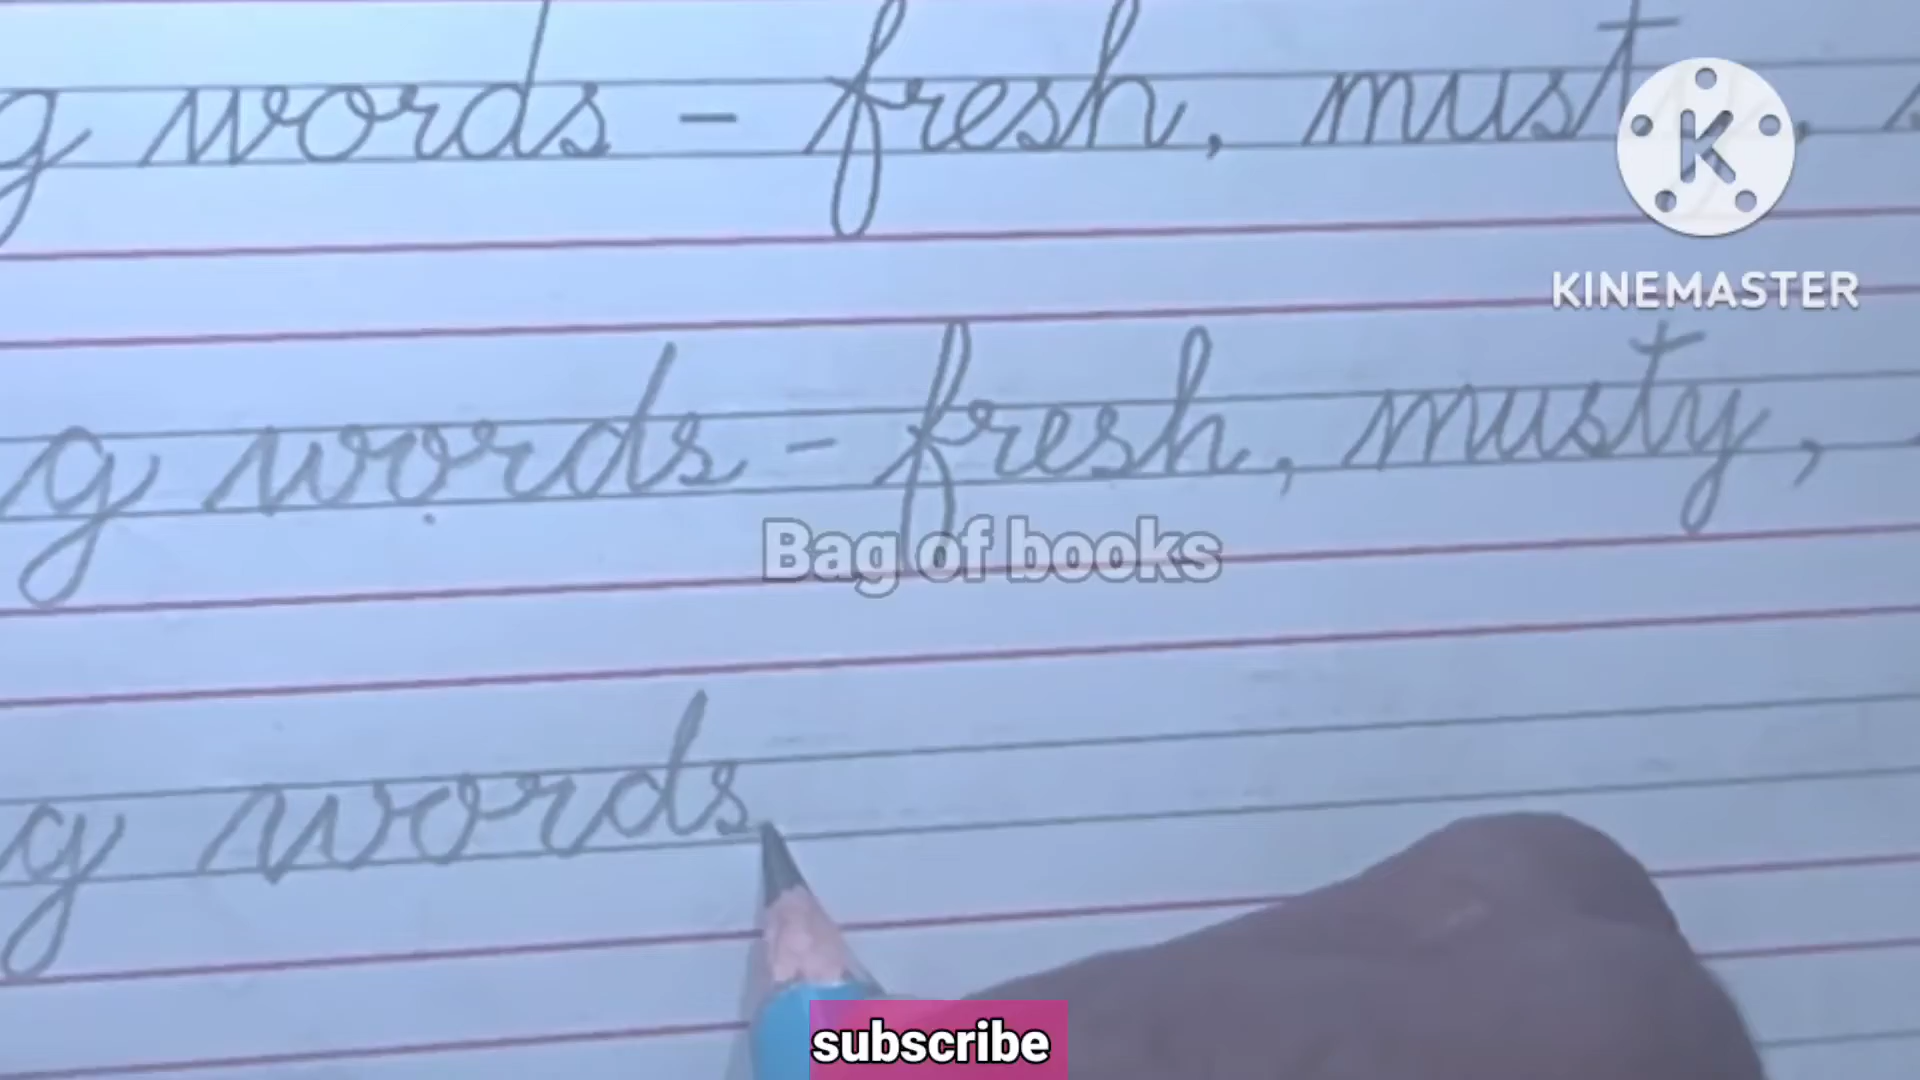 g words - fresh, must
KINEMASTER
g words - fresh, musty,
Bag of books
g words
subscribe